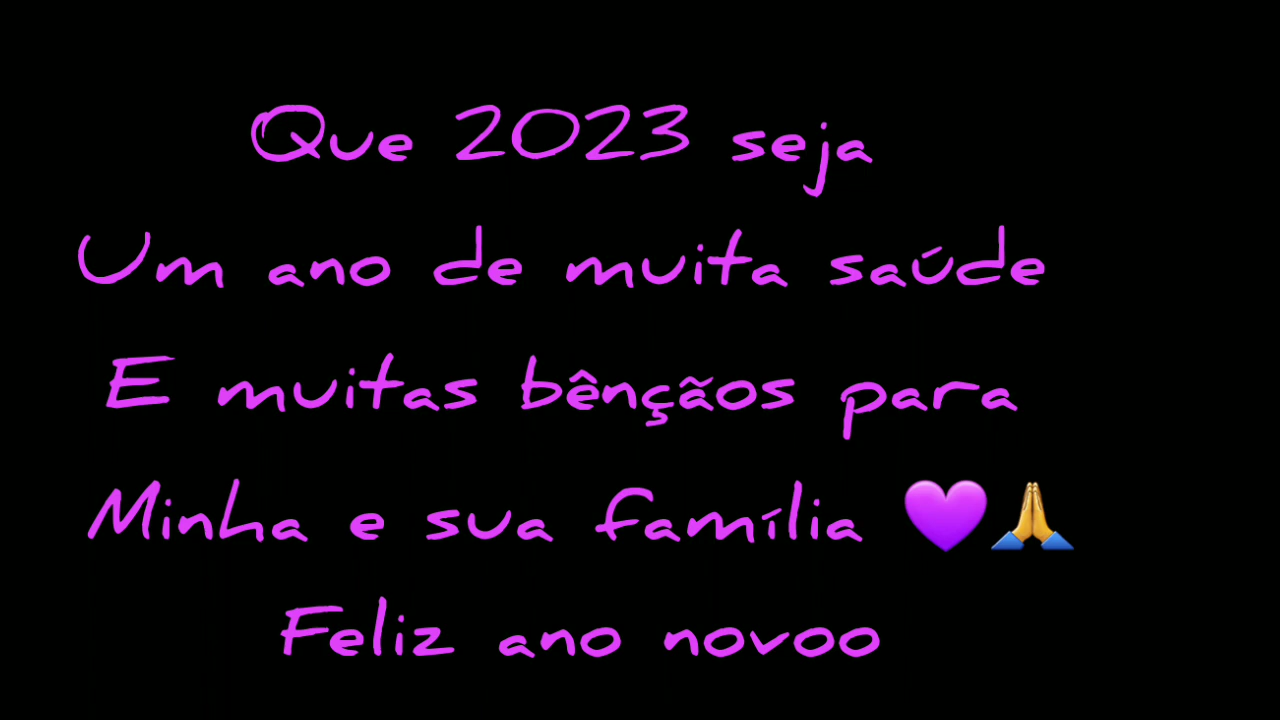 Que 2023 seja
Um ano de muita saúde
E muitas bênçãos para
Minha e sua família 💜🙏
Feliz ano novoo